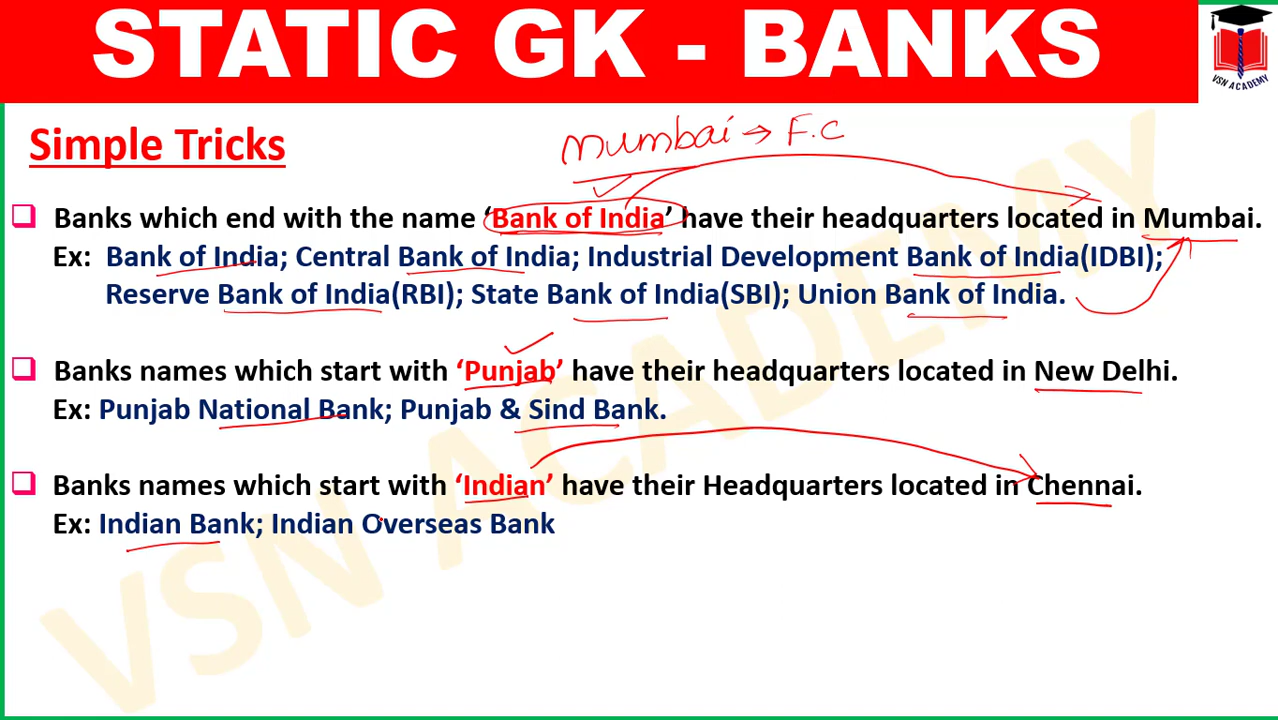 STATIC GK - BANKS
VSN ACADEMY
Simple Tricks
Mumbai → F.C
Banks which end with the name ‘Bank of India’ have their headquarters located in Mumbai.
Ex: Bank of India; Central Bank of India; Industrial Development Bank of India(IDBI);
Reserve Bank of India(RBI); State Bank of India(SBI); Union Bank of India.
Banks names which start with ‘Punjab’ have their headquarters located in New Delhi.
Ex: Punjab National Bank; Punjab & Sind Bank.
Banks names which start with ‘Indian’ have their Headquarters located in Chennai.
Ex: Indian Bank; Indian Overseas Bank
VSN ACADEMY